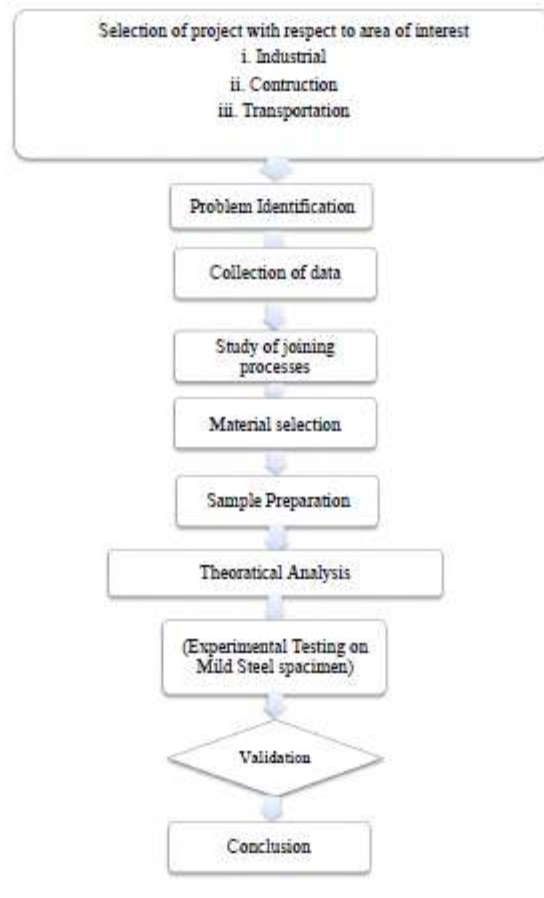 Selection of project with respect to area of interest
i. Industrial
ii. Contruction
iii. Transportation
Problem Identification
Collection of data
Study of joining
processes
Material selection
Sample Preparation
Theoratical Analysis
(Experimental Testing on
Mild Steel spacimen)
Validation
Conclusion